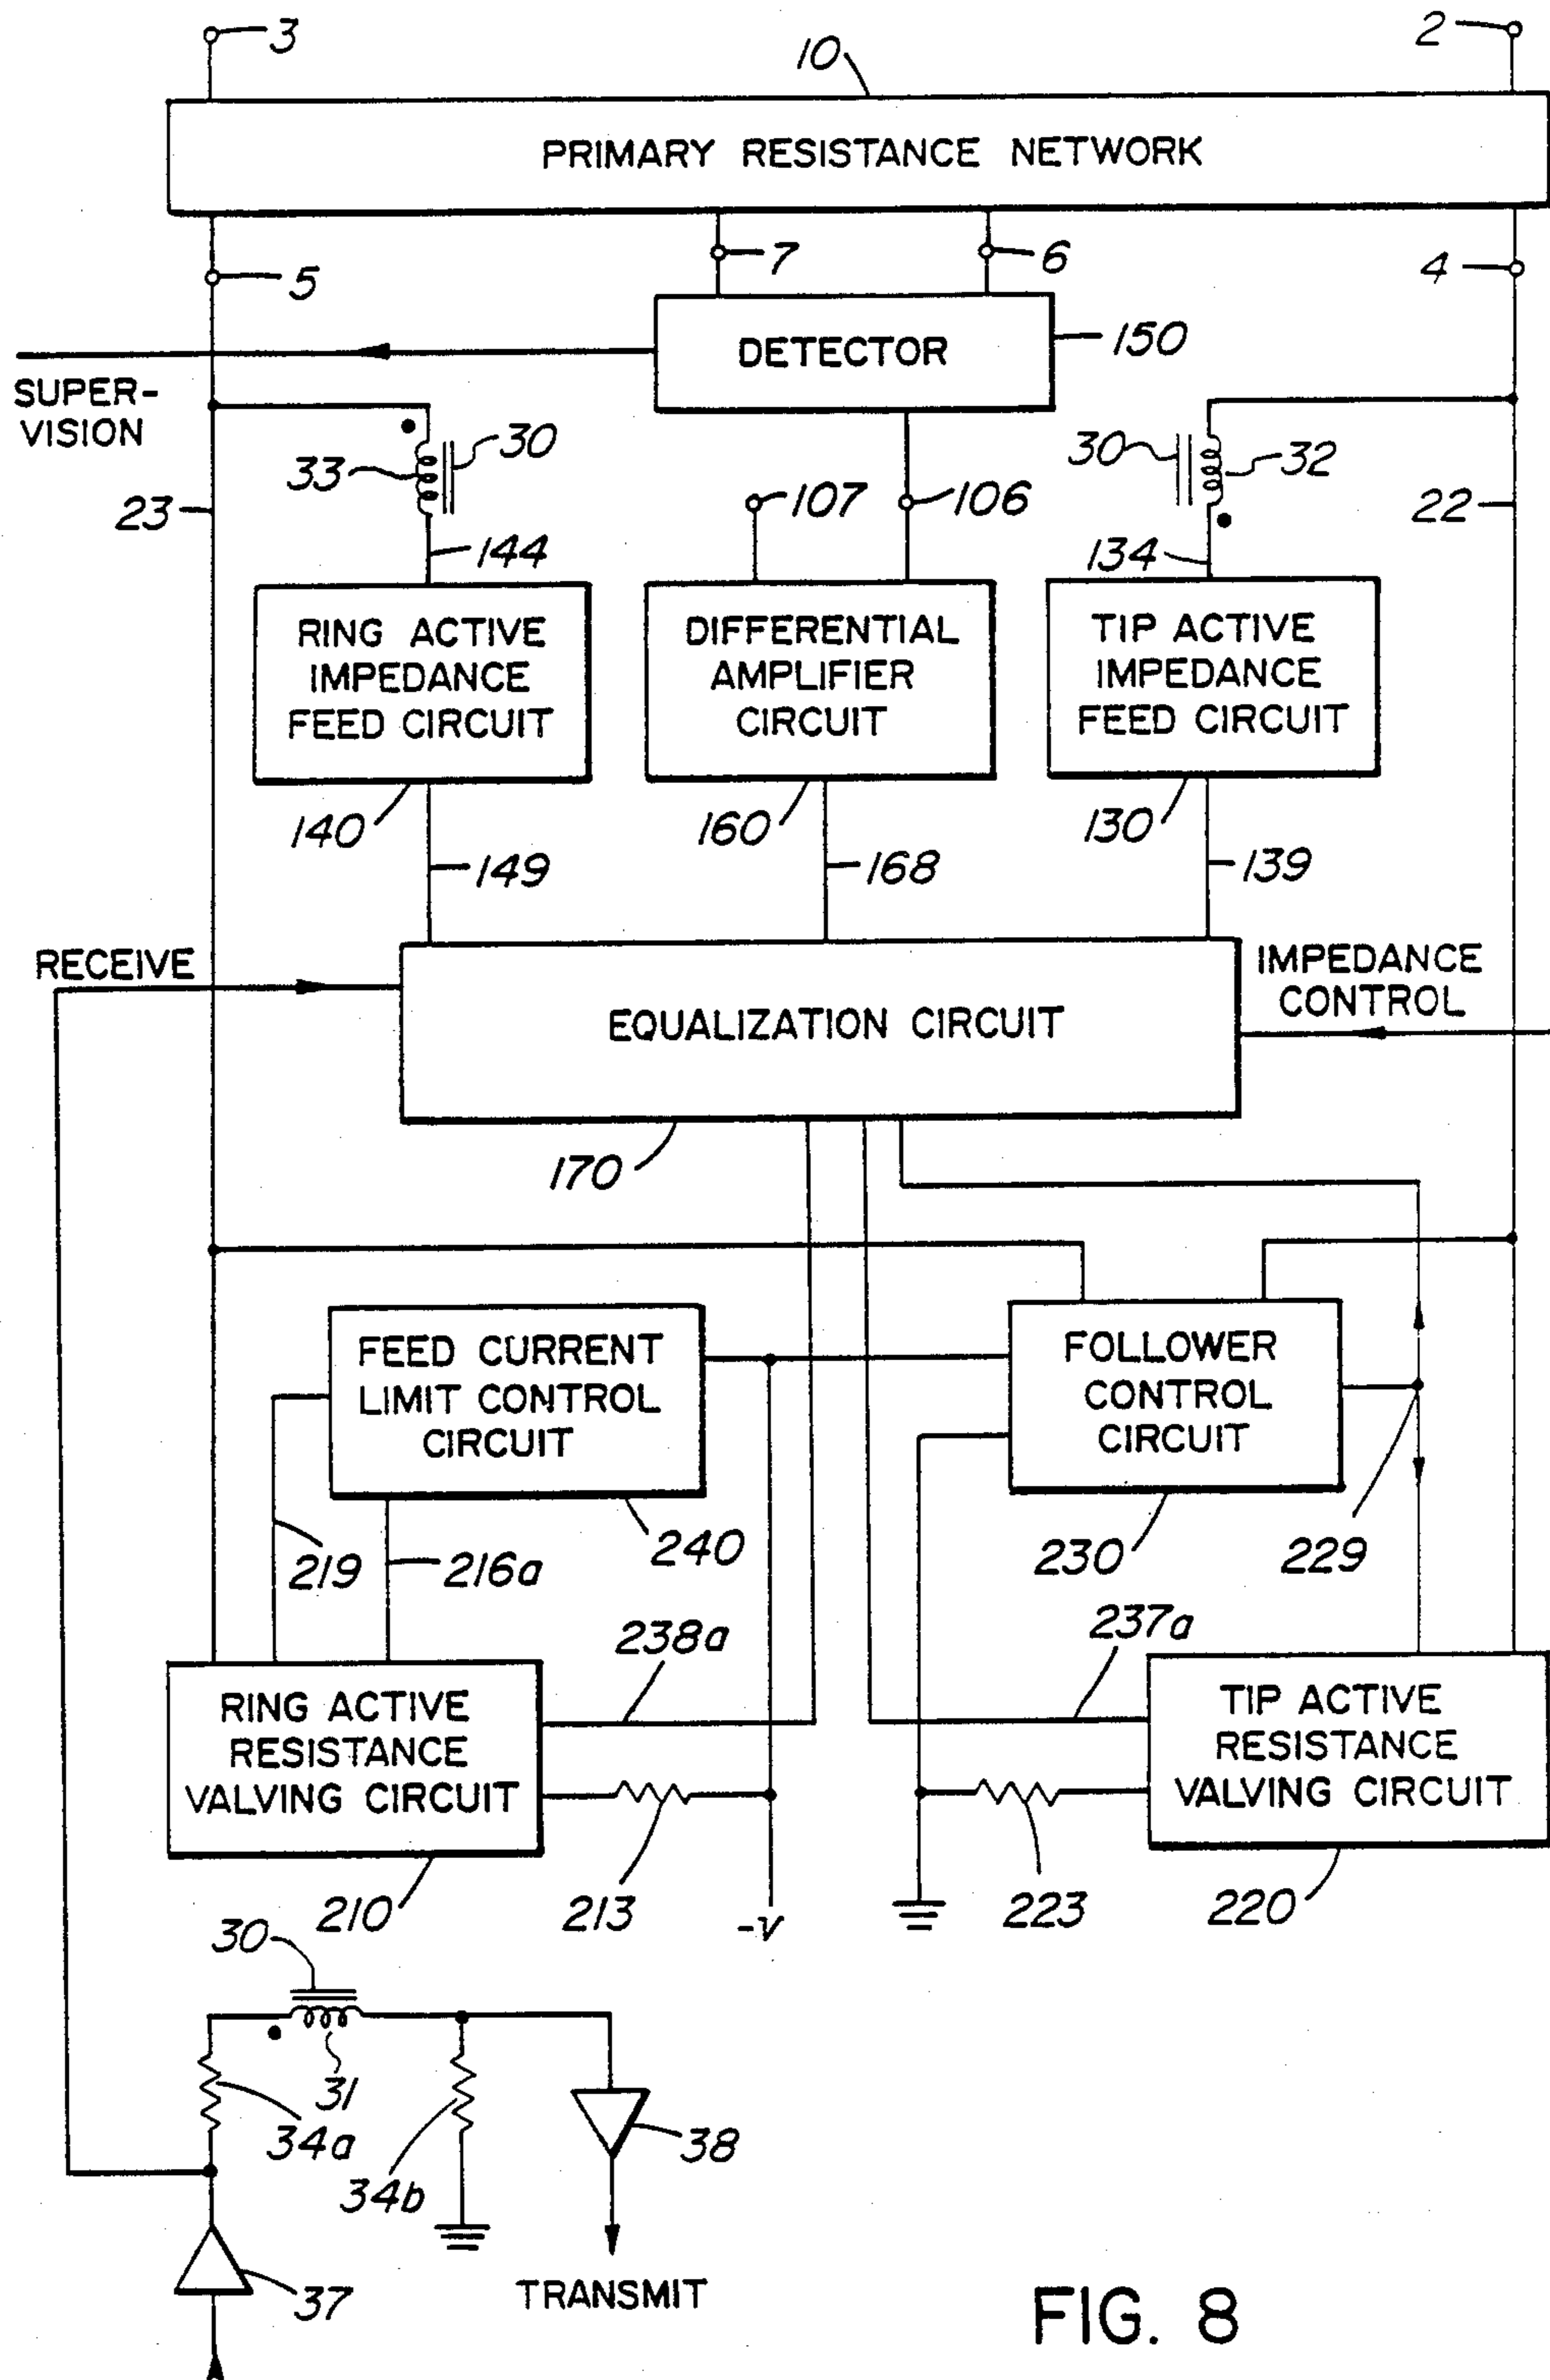 3
2
10
PRIMARY RESISTANCE NETWORK
5
7
6
4
DETECTOR
150
SUPER-
VISION
33
30
30
32
23
107
106
22
144
134
RING ACTIVE
IMPEDANCE
FEED CIRCUIT
DIFFERENTIAL
AMPLIFIER
CIRCUIT
TIP ACTIVE
IMPEDANCE
FEED CIRCUIT
140
160
130
149
168
139
RECEIVE
IMPEDANCE
CONTROL
EQUALIZATION CIRCUIT
170
FEED CURRENT
LIMIT CONTROL
CIRCUIT
FOLLOWER
CONTROL
CIRCUIT
219
216a
240
230
229
238a
237a
RING ACTIVE
RESISTANCE
VALVING CIRCUIT
TIP ACTIVE
RESISTANCE
VALVING CIRCUIT
210
213
-V
223
220
30
31
34a
34b
38
37
TRANSMIT
FIG. 8